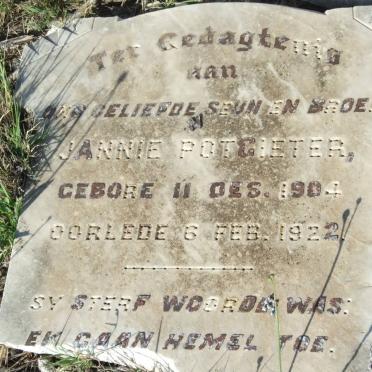 Ter Gedagtenis
aan
ONS GELIEFDE SEUN EN BROE
JANNIE POTGIETER,
GEBORE 11 DES. 1904
OORLEDE 6 FEB. 1922.
SY STERF WOORDE WAS:
EK GAAN HEMEL TOE.